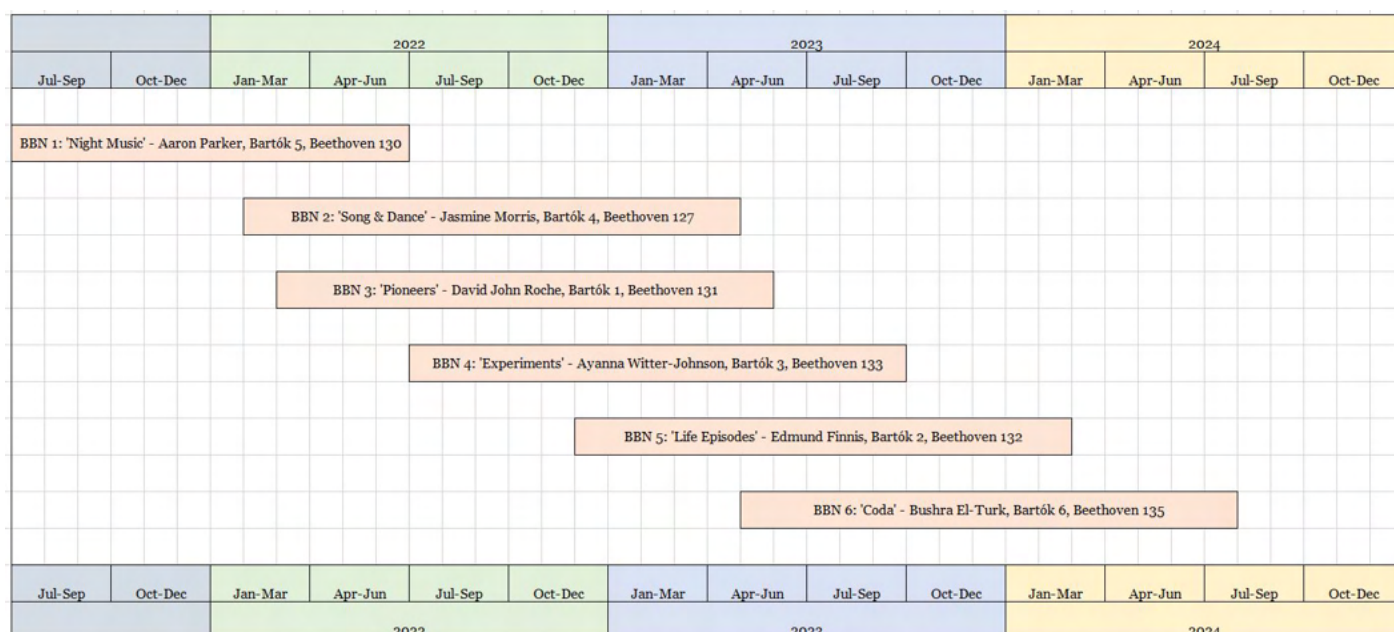 2022 2023 2024
Jul-Sep Oct-Dec Jan-Mar Apr-Jun Jul-Sep Oct-Dec Jan-Mar Apr-Jun Jul-Sep Oct-Dec Jan-Mar Apr-Jun Jul-Sep Oct-Dec
BBN 1: 'Night Music' - Aaron Parker, Bartók 5, Beethoven 130
BBN 2: 'Song & Dance' - Jasmine Morris, Bartók 4, Beethoven 127
BBN 3: 'Pioneers' - David John Roche, Bartók 1, Beethoven 131
BBN 4: 'Experiments' - Ayanna Witter-Johnson, Bartók 3, Beethoven 133
BBN 5: 'Life Episodes' - Edmund Finnis, Bartók 2, Beethoven 132
BBN 6: 'Coda' - Bushra El-Turk, Bartók 6, Beethoven 135
Jul-Sep Oct-Dec Jan-Mar Apr-Jun Jul-Sep Oct-Dec Jan-Mar Apr-Jun Jul-Sep Oct-Dec Jan-Mar Apr-Jun Jul-Sep Oct-Dec
2022 2023 2024